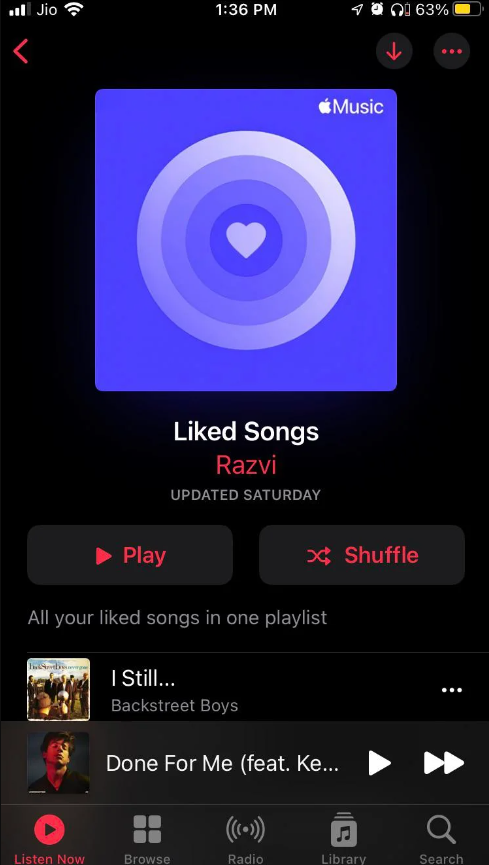 Jio 1:36 PM 63%
Music
Liked Songs
Razvi
UPDATED SATURDAY
Play Shuffle
All your liked songs in one playlist
I Still...
Backstreet Boys
Done For Me (feat. Ke...
Listen Now Browse Radio Library Search